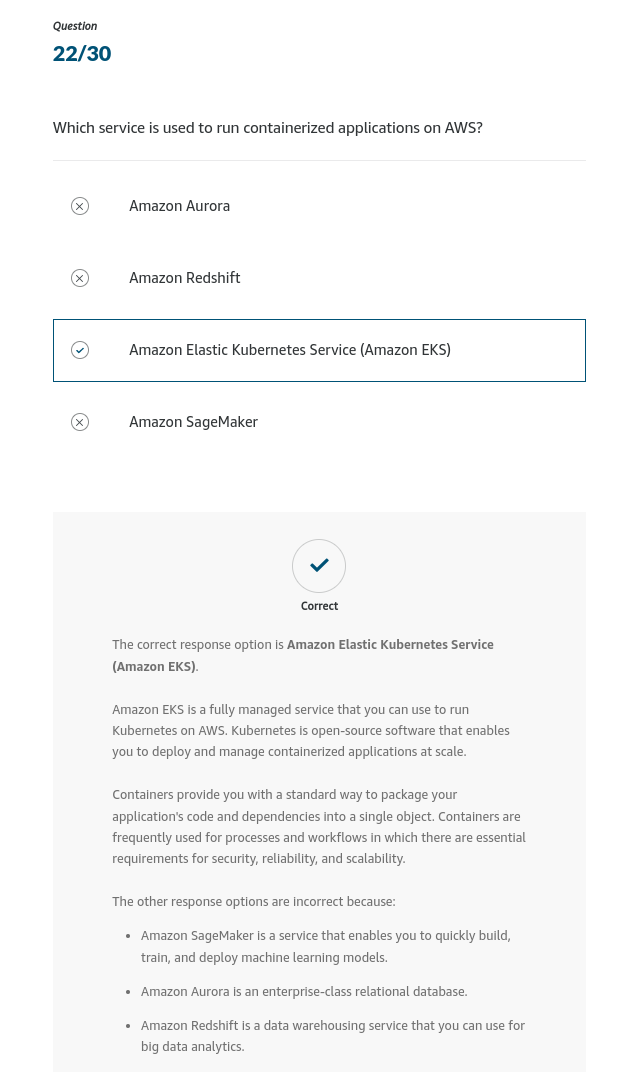 Question
22/30
Which service is used to run containerized applications on AWS?
Amazon Aurora
Amazon Redshift
Amazon Elastic Kubernetes Service (Amazon EKS)
Amazon SageMaker
Correct
The correct response option is Amazon Elastic Kubernetes Service
(Amazon EKS).
Amazon EKS is a fully managed service that you can use to run
Kubernetes on AWS. Kubernetes is open-source software that enables
you to deploy and manage containerized applications at scale.
Containers provide you with a standard way to package your
application's code and dependencies into a single object. Containers are
frequently used for processes and workflows in which there are essential
requirements for security, reliability, and scalability.
The other response options are incorrect because:
• Amazon SageMaker is a service that enables you to quickly build,
train, and deploy machine learning models.
• Amazon Aurora is an enterprise-class relational database.
• Amazon Redshift is a data warehousing service that you can use for
big data analytics.